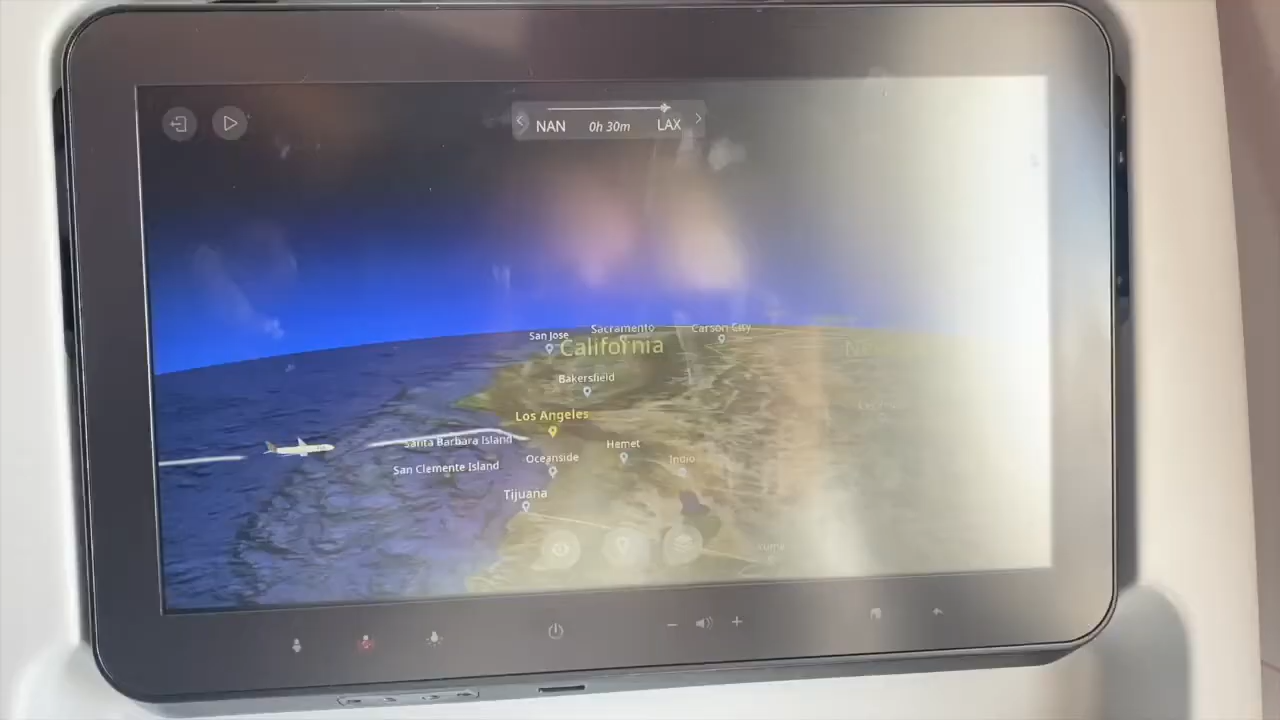 NAN 0h 30m LAX
San Jose
Sacramento
Carson City
California
Bakersfield
Los Angeles
Santa Barbara Island
Hemet
Oceanside
Indio
San Clemente Island
Tijuana
Yuma